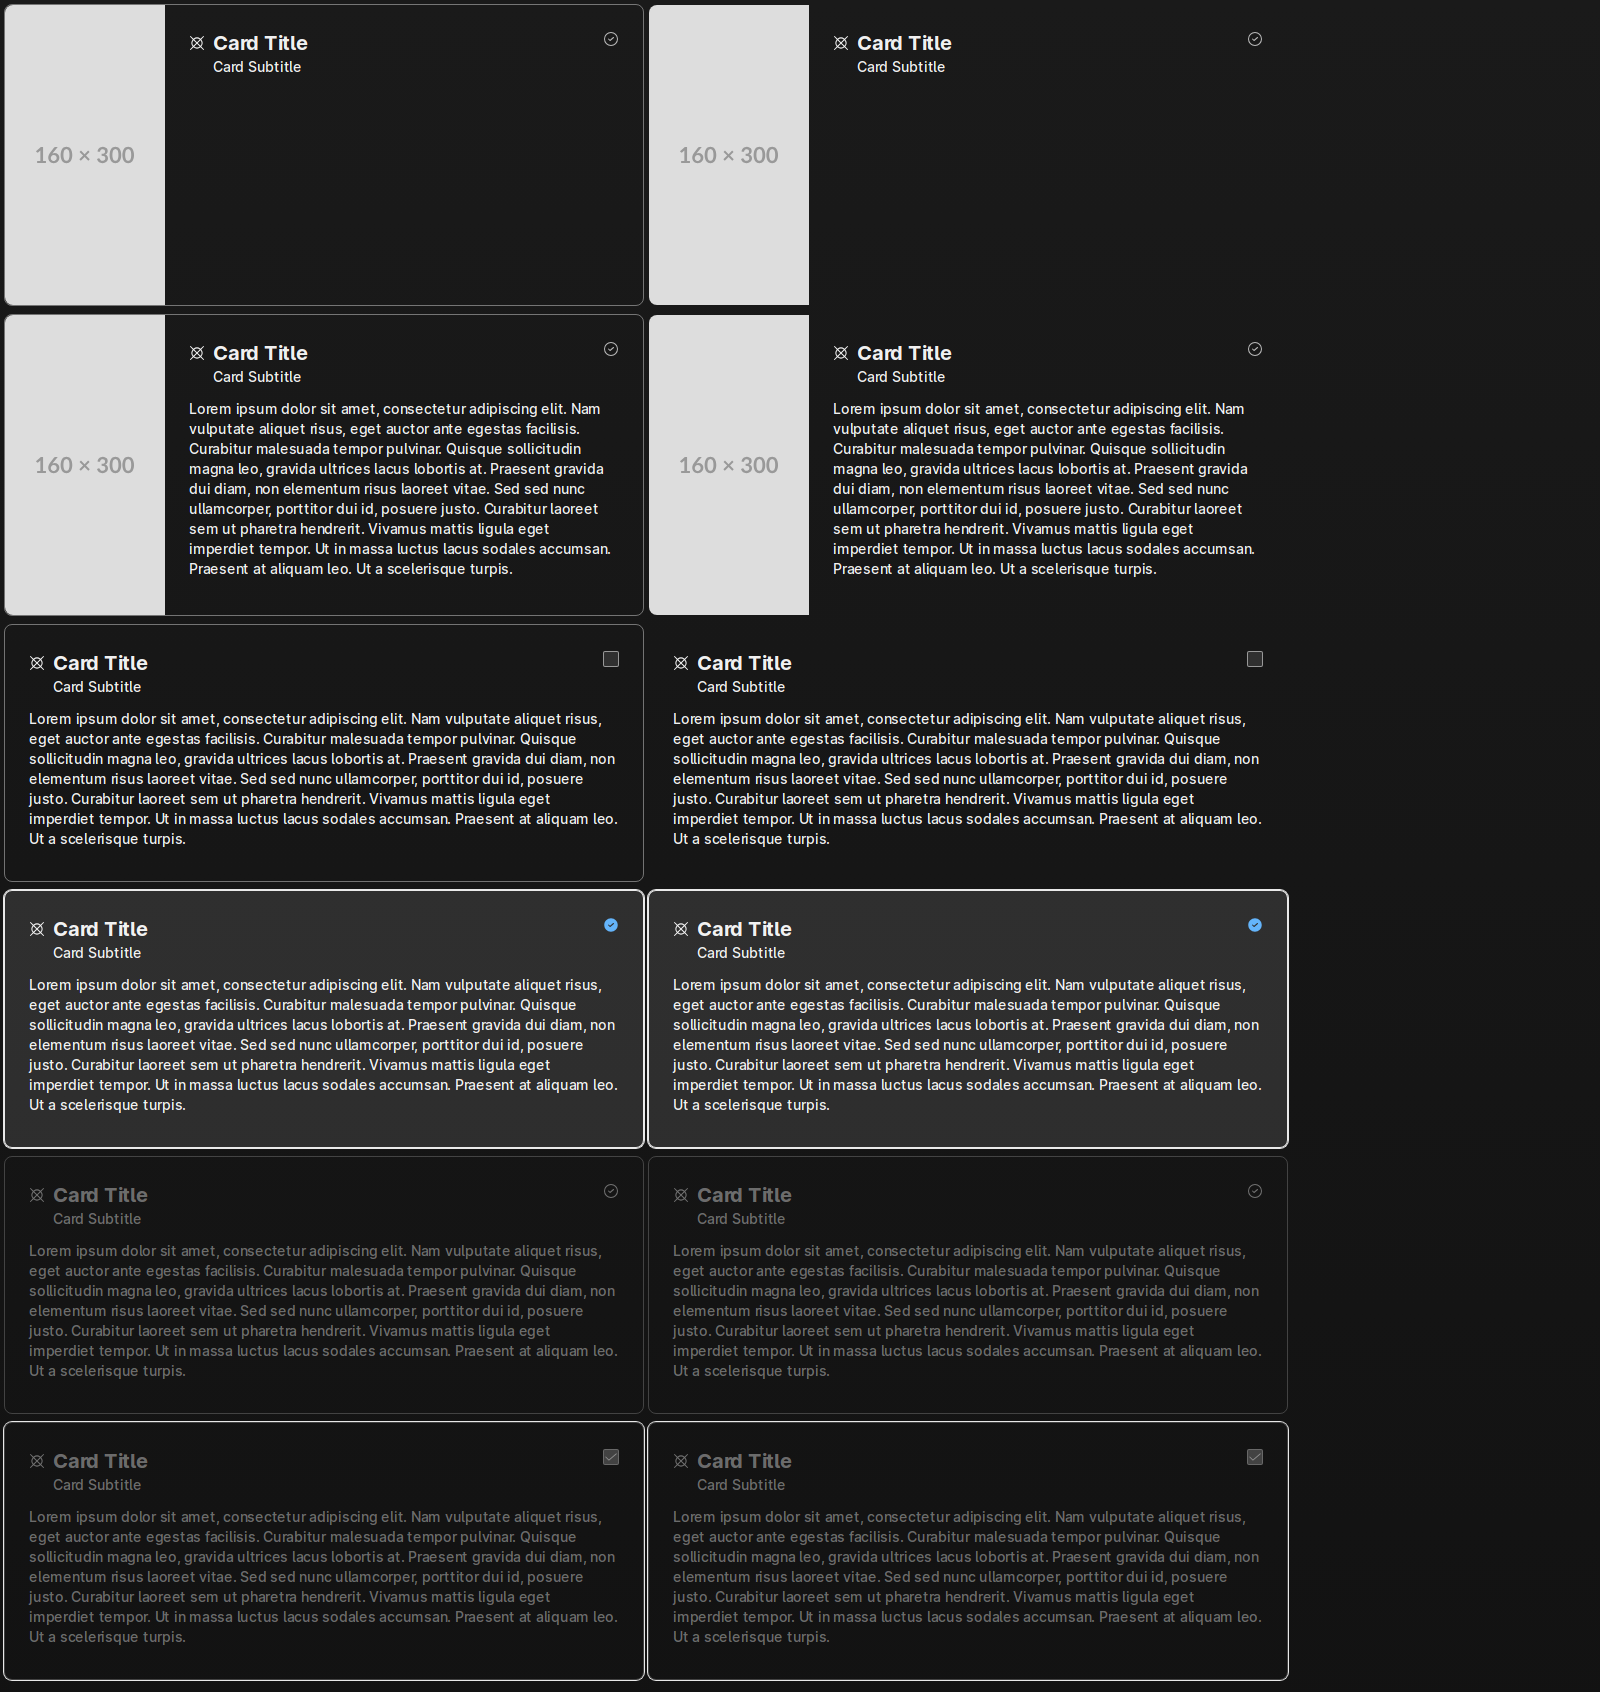 160 × 300
Card Title
Card Subtitle
160 × 300
Card Title
Card Subtitle
160 × 300
Card Title
Card Subtitle
Lorem ipsum dolor sit amet, consectetur adipiscing elit. Nam
vulputate aliquet risus, eget auctor ante egestas facilisis.
Curabitur malesuada tempor pulvinar. Quisque sollicitudin
magna leo, gravida ultrices lacus lobortis at. Praesent gravida
dui diam, non elementum risus laoreet vitae. Sed sed nunc
ullamcorper, porttitor dui id, posuere justo. Curabitur laoreet
sem ut pharetra hendrerit. Vivamus mattis ligula eget
imperdiet tempor. Ut in massa luctus lacus sodales accumsan.
Praesent at aliquam leo. Ut a scelerisque turpis.
160 × 300
Card Title
Card Subtitle
Lorem ipsum dolor sit amet, consectetur adipiscing elit. Nam
vulputate aliquet risus, eget auctor ante egestas facilisis.
Curabitur malesuada tempor pulvinar. Quisque sollicitudin
magna leo, gravida ultrices lacus lobortis at. Praesent gravida
dui diam, non elementum risus laoreet vitae. Sed sed nunc
ullamcorper, porttitor dui id, posuere justo. Curabitur laoreet
sem ut pharetra hendrerit. Vivamus mattis ligula eget
imperdiet tempor. Ut in massa luctus lacus sodales accumsan.
Praesent at aliquam leo. Ut a scelerisque turpis.
Card Title
Card Subtitle
Lorem ipsum dolor sit amet, consectetur adipiscing elit. Nam vulputate aliquet risus,
eget auctor ante egestas facilisis. Curabitur malesuada tempor pulvinar. Quisque
sollicitudin magna leo, gravida ultrices lacus lobortis at. Praesent gravida dui diam, non
elementum risus laoreet vitae. Sed sed nunc ullamcorper, porttitor dui id, posuere
justo. Curabitur laoreet sem ut pharetra hendrerit. Vivamus mattis ligula eget
imperdiet tempor. Ut in massa luctus lacus sodales accumsan. Praesent at aliquam leo.
Ut a scelerisque turpis.
Card Title
Card Subtitle
Lorem ipsum dolor sit amet, consectetur adipiscing elit. Nam vulputate aliquet risus,
eget auctor ante egestas facilisis. Curabitur malesuada tempor pulvinar. Quisque
sollicitudin magna leo, gravida ultrices lacus lobortis at. Praesent gravida dui diam, non
elementum risus laoreet vitae. Sed sed nunc ullamcorper, porttitor dui id, posuere
justo. Curabitur laoreet sem ut pharetra hendrerit. Vivamus mattis ligula eget
imperdiet tempor. Ut in massa luctus lacus sodales accumsan. Praesent at aliquam leo.
Ut a scelerisque turpis.
Card Title
Card Subtitle
Lorem ipsum dolor sit amet, consectetur adipiscing elit. Nam vulputate aliquet risus,
eget auctor ante egestas facilisis. Curabitur malesuada tempor pulvinar. Quisque
sollicitudin magna leo, gravida ultrices lacus lobortis at. Praesent gravida dui diam, non
elementum risus laoreet vitae. Sed sed nunc ullamcorper, porttitor dui id, posuere
justo. Curabitur laoreet sem ut pharetra hendrerit. Vivamus mattis ligula eget
imperdiet tempor. Ut in massa luctus lacus sodales accumsan. Praesent at aliquam leo.
Ut a scelerisque turpis.
Card Title
Card Subtitle
Lorem ipsum dolor sit amet, consectetur adipiscing elit. Nam vulputate aliquet risus,
eget auctor ante egestas facilisis. Curabitur malesuada tempor pulvinar. Quisque
sollicitudin magna leo, gravida ultrices lacus lobortis at. Praesent gravida dui diam, non
elementum risus laoreet vitae. Sed sed nunc ullamcorper, porttitor dui id, posuere
justo. Curabitur laoreet sem ut pharetra hendrerit. Vivamus mattis ligula eget
imperdiet tempor. Ut in massa luctus lacus sodales accumsan. Praesent at aliquam leo.
Ut a scelerisque turpis.
Card Title
Card Subtitle
Lorem ipsum dolor sit amet, consectetur adipiscing elit. Nam vulputate aliquet risus,
eget auctor ante egestas facilisis. Curabitur malesuada tempor pulvinar. Quisque
sollicitudin magna leo, gravida ultrices lacus lobortis at. Praesent gravida dui diam, non
elementum risus laoreet vitae. Sed sed nunc ullamcorper, porttitor dui id, posuere
justo. Curabitur laoreet sem ut pharetra hendrerit. Vivamus mattis ligula eget
imperdiet tempor. Ut in massa luctus lacus sodales accumsan. Praesent at aliquam leo.
Ut a scelerisque turpis.
Card Title
Card Subtitle
Lorem ipsum dolor sit amet, consectetur adipiscing elit. Nam vulputate aliquet risus,
eget auctor ante egestas facilisis. Curabitur malesuada tempor pulvinar. Quisque
sollicitudin magna leo, gravida ultrices lacus lobortis at. Praesent gravida dui diam, non
elementum risus laoreet vitae. Sed sed nunc ullamcorper, porttitor dui id, posuere
justo. Curabitur laoreet sem ut pharetra hendrerit. Vivamus mattis ligula eget
imperdiet tempor. Ut in massa luctus lacus sodales accumsan. Praesent at aliquam leo.
Ut a scelerisque turpis.
Card Title
Card Subtitle
Lorem ipsum dolor sit amet, consectetur adipiscing elit. Nam vulputate aliquet risus,
eget auctor ante egestas facilisis. Curabitur malesuada tempor pulvinar. Quisque
sollicitudin magna leo, gravida ultrices lacus lobortis at. Praesent gravida dui diam, non
elementum risus laoreet vitae. Sed sed nunc ullamcorper, porttitor dui id, posuere
justo. Curabitur laoreet sem ut pharetra hendrerit. Vivamus mattis ligula eget
imperdiet tempor. Ut in massa luctus lacus sodales accumsan. Praesent at aliquam leo.
Ut a scelerisque turpis.
Card Title
Card Subtitle
Lorem ipsum dolor sit amet, consectetur adipiscing elit. Nam vulputate aliquet risus,
eget auctor ante egestas facilisis. Curabitur malesuada tempor pulvinar. Quisque
sollicitudin magna leo, gravida ultrices lacus lobortis at. Praesent gravida dui diam, non
elementum risus laoreet vitae. Sed sed nunc ullamcorper, porttitor dui id, posuere
justo. Curabitur laoreet sem ut pharetra hendrerit. Vivamus mattis ligula eget
imperdiet tempor. Ut in massa luctus lacus sodales accumsan. Praesent at aliquam leo.
Ut a scelerisque turpis.